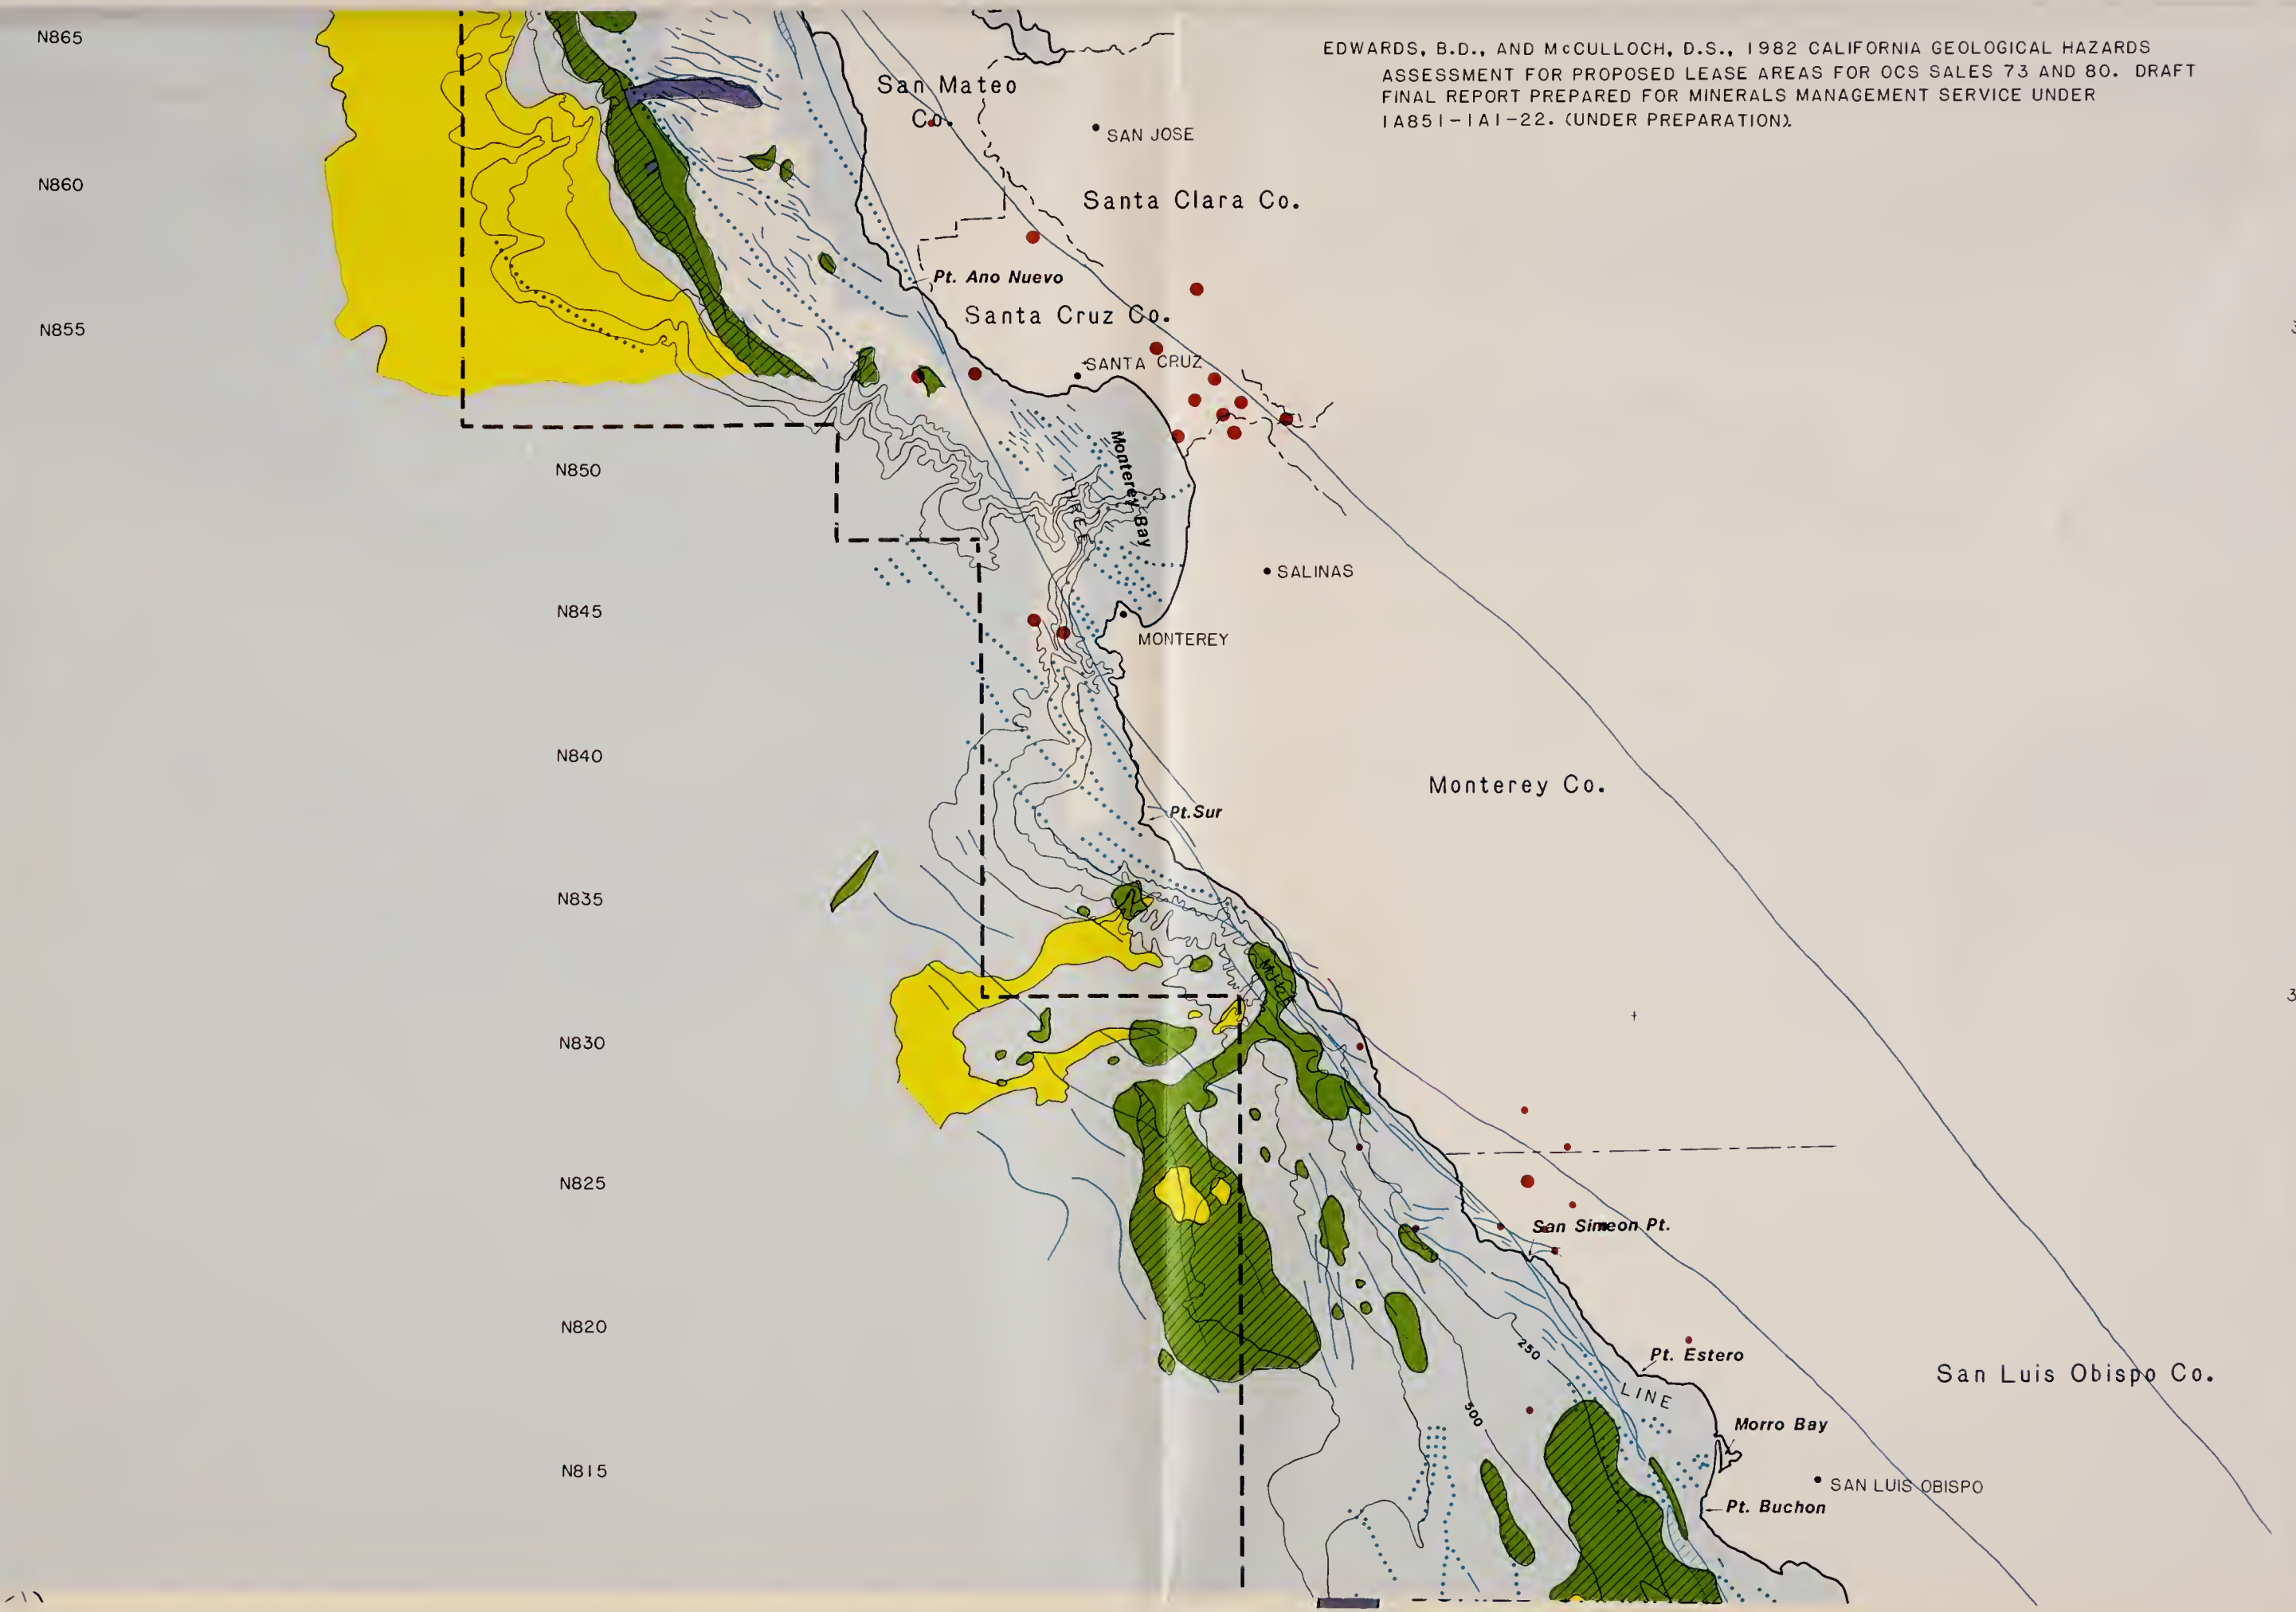 EDWARDS, B.D., AND McCULLOCH, D.S., 1982 CALIFORNIA GEOLOGICAL HAZARDS
ASSESSMENT FOR PROPOSED LEASE AREAS FOR OCS SALES 73 AND 80. DRAFT
FINAL REPORT PREPARED FOR MINERALS MANAGEMENT SERVICE UNDER
IA851-IA1-22. (UNDER PREPARATION).
N865
San Mateo
Co.
SAN JOSE
N860
Santa Clara Co.
Pt. Ano Nuevo
Santa Cruz Co.
N855
SANTA CRUZ
N850
Monterey Bay
SALINAS
N845
MONTEREY
N840
Monterey Co.
Pt. Sur
N835
N830
N825
San Simeon Pt.
N820
250
Pt. Estero
San Luis Obispo Co.
LINE
500
Morro Bay
N815
SAN LUIS OBISPO
Pt. Buchon